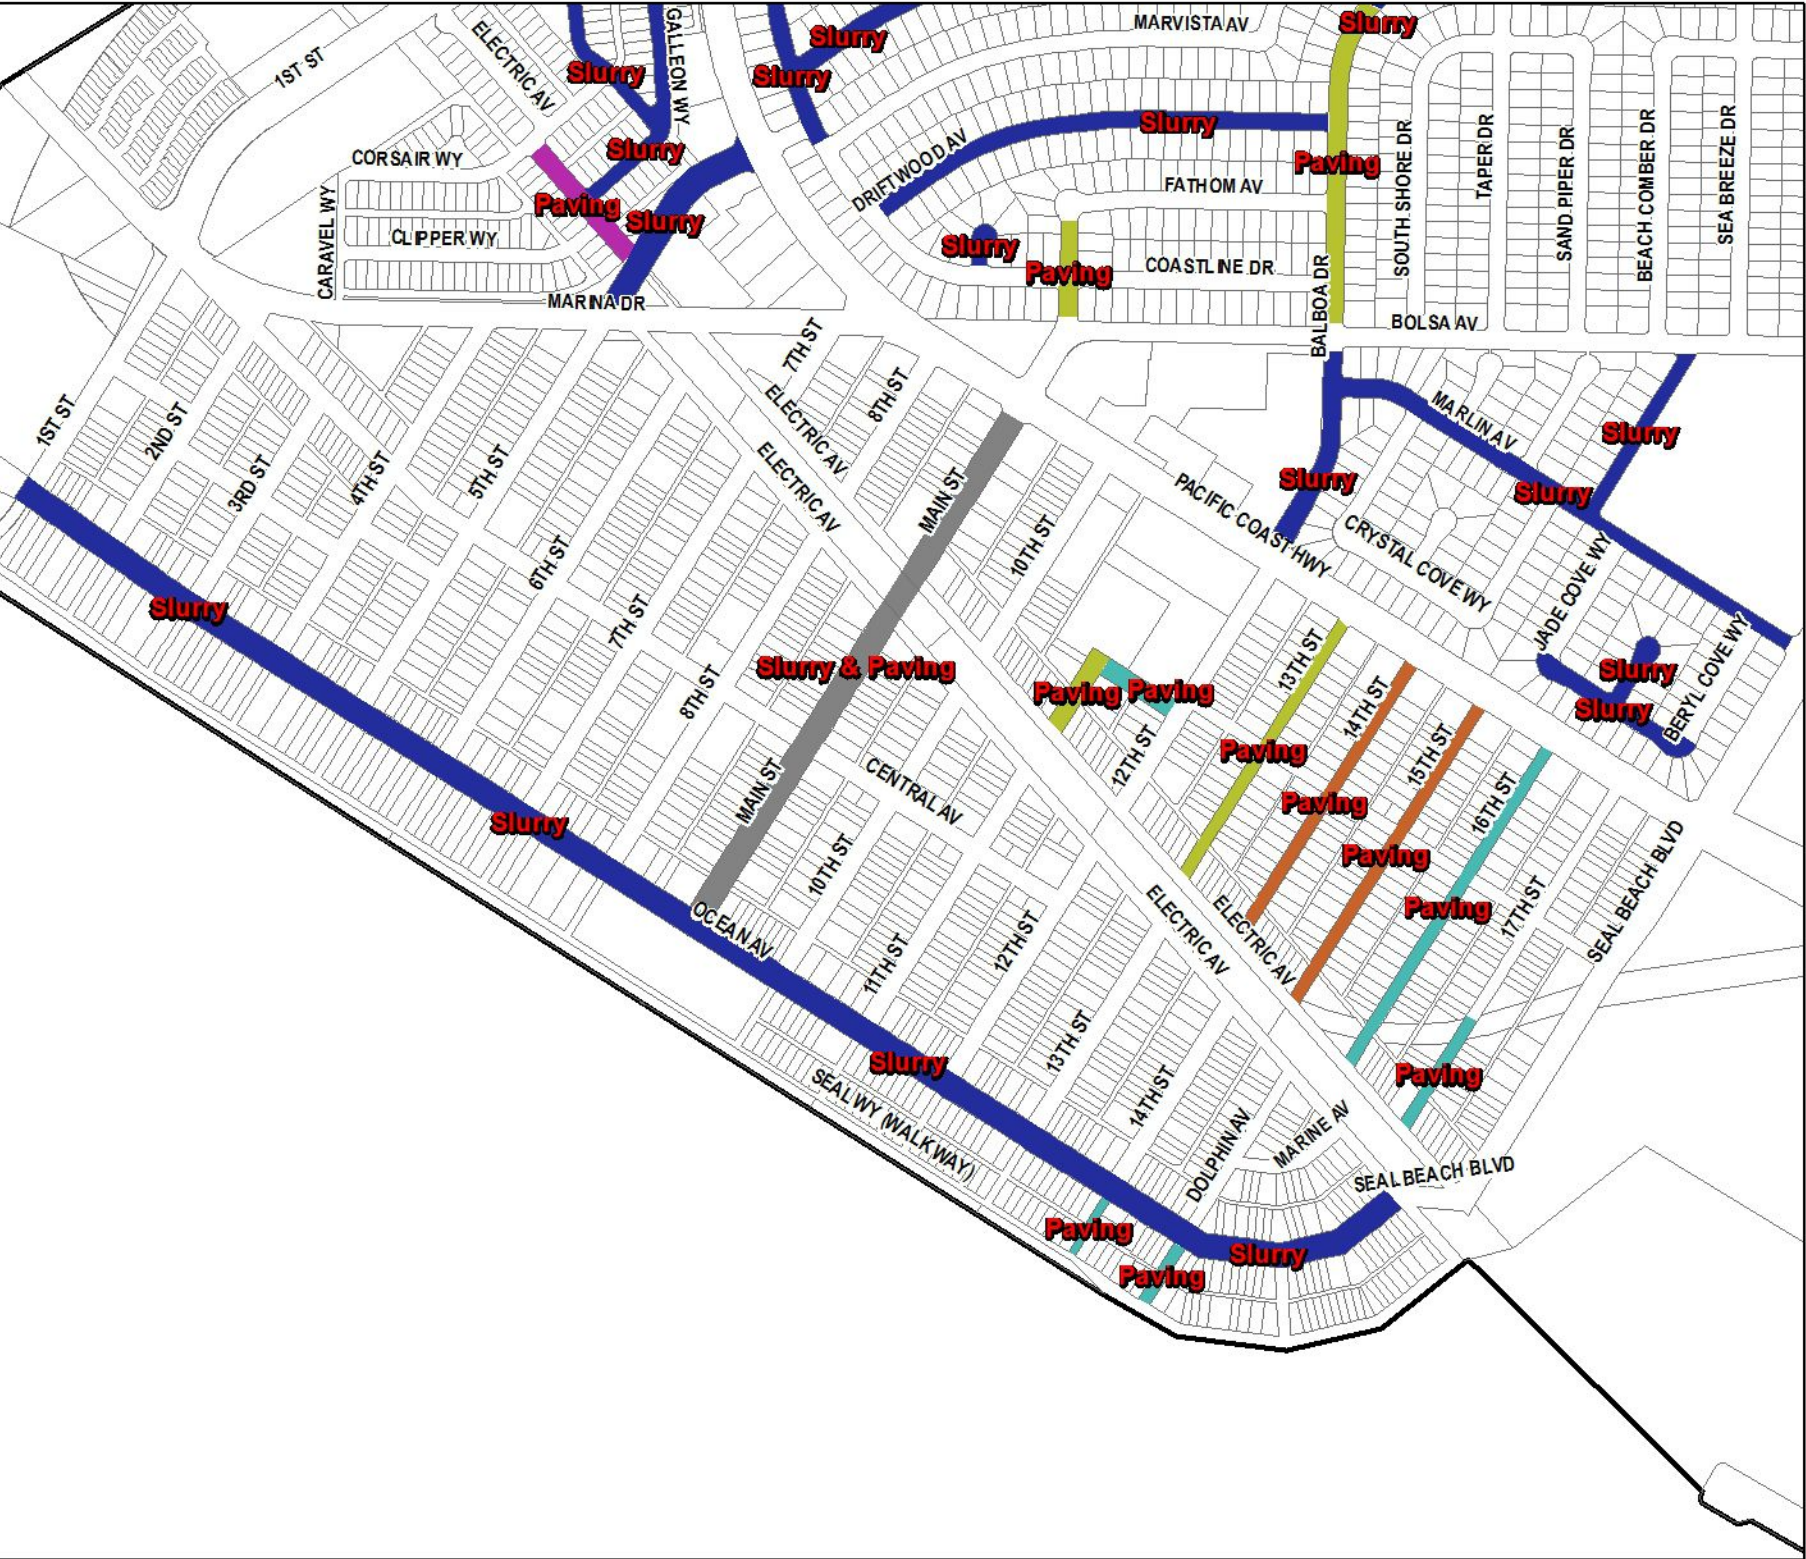 GALLEON WY
MARVISTA AV
Slurry
ELECTRIC AV
Slurry
1ST ST
Slurry
Slurry
Slurry
DRIFTWOOD AV
SOUTH SHORE DR
TAPER DR
SAND PIPER DR
BEACH COMBER DR
SEA BREEZE DR
CORSAIR WY
Slurry
Paving
FATHOM AV
CARAVEL WY
Paving
Slurry
CLIPPER WY
Slurry
Paving
COASTLINE DR
BALBOA DR
MARINA DR
BOLSA AV
7TH ST
8TH ST
ELECTRIC AV
1ST ST
2ND ST
3RD ST
4TH ST
5TH ST
ELECTRIC AV
MAIN ST
MARLIN AV
Slurry
Slurry
Slurry
PACIFIC COAST HWY
10TH ST
6TH ST
CRYSTAL COVE WY
JADE COVE WY
BERYL COVE WY
7TH ST
Slurry
8TH ST
Slurry & Paving
Paving
Paving
13TH ST
14TH ST
Slurry
Slurry
12TH ST
Paving
15TH ST
16TH ST
MAIN ST
CENTRAL AV
Paving
Slurry
10TH ST
Paving
SEAL BEACH BLVD
Paving
17TH ST
OCEAN AV
11TH ST
12TH ST
ELECTRIC AV
ELECTRIC AV
Slurry
13TH ST
14TH ST
Paving
SEAL WY (WALKWAY)
DOLPHIN AV
MARINE AV
SEAL BEACH BLVD
Paving
Slurry
Paving